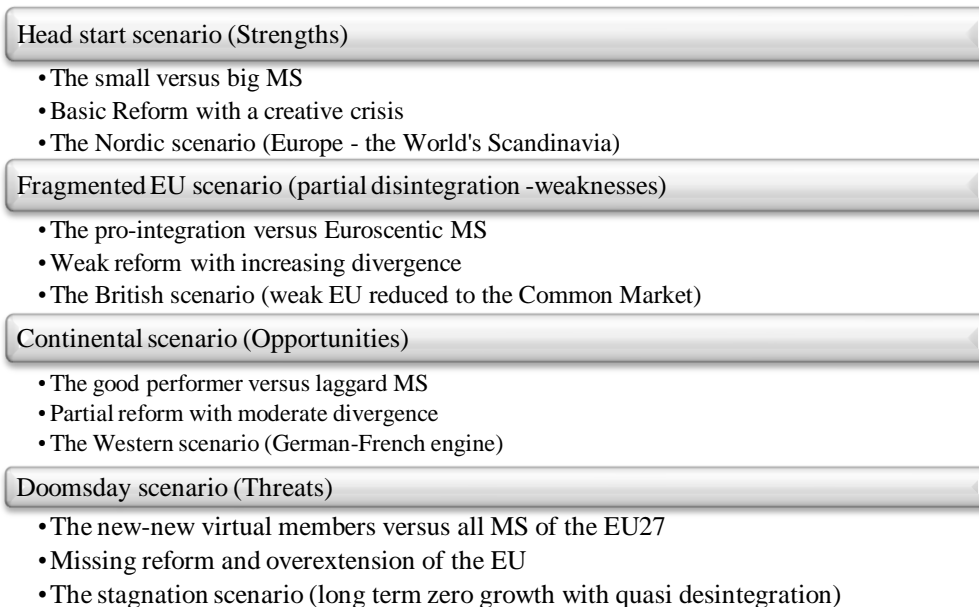 Head start scenario (Strengths)
•The small versus big MS
•Basic Reform with a creative crisis
•The Nordic scenario (Europe - the World's Scandinavia)
Fragmented EU scenario (partial disintegration -weaknesses)
•The pro-integration versus Euroscentic MS
•Weak reform with increasing divergence
•The British scenario (weak EU reduced to the Common Market)
Continental scenario (Opportunities)
•The good performer versus laggard MS
•Partial reform with moderate divergence
•The Western scenario (German-French engine)
Doomsday scenario (Threats)
•The new-new virtual members versus all MS of the EU27
•Missing reform and overextension of the EU
•The stagnation scenario (long term zero growth with quasi desintegration)